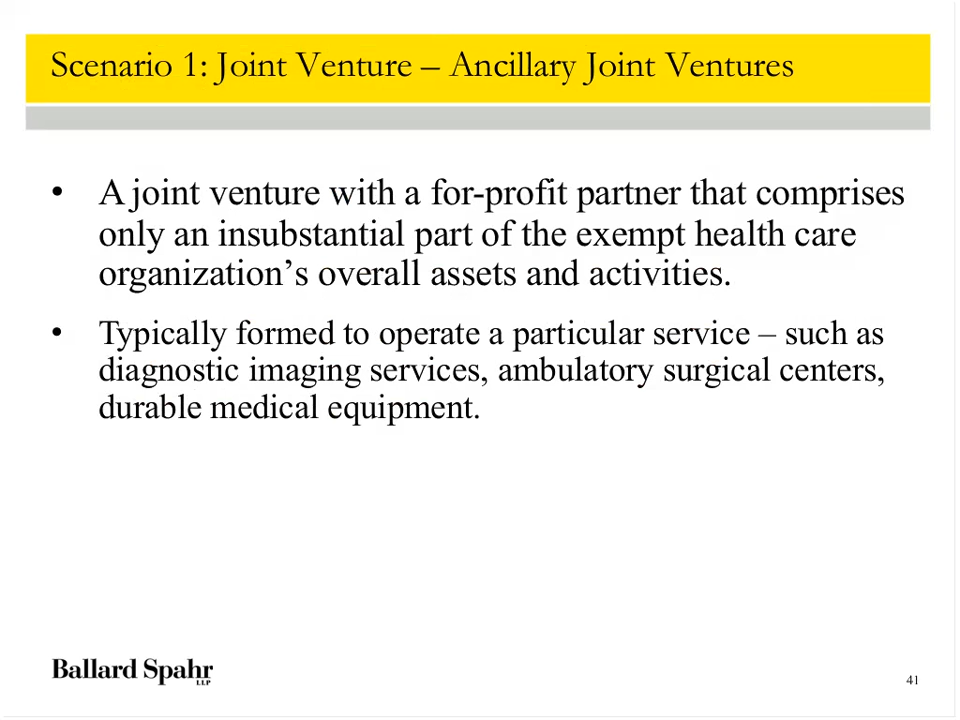 Scenario 1: Joint Venture – Ancillary Joint Ventures
• A joint venture with a for-profit partner that comprises
only an insubstantial part of the exempt health care
organization’s overall assets and activities.
• Typically formed to operate a particular service – such as
diagnostic imaging services, ambulatory surgical centers,
durable medical equipment.
Ballard Spahr
LLP
41